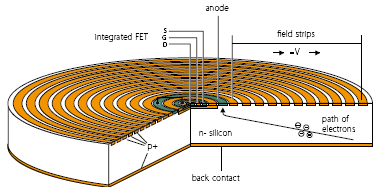 anode
Integrated FET
S
G
D
field strips
-V
n- silicon
path of
electrons
p+
back contact